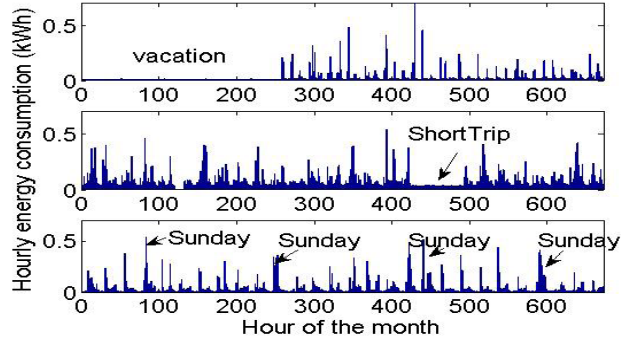 Hourly energy consumption (kWh)
0.5
vacation
0
0 100 200 300 400 500 600
0.5
ShortTrip
0
0 100 200 300 400 500 600
0.5
Sunday Sunday Sunday Sunday
0
0 100 200 300 400 500 600
Hour of the month